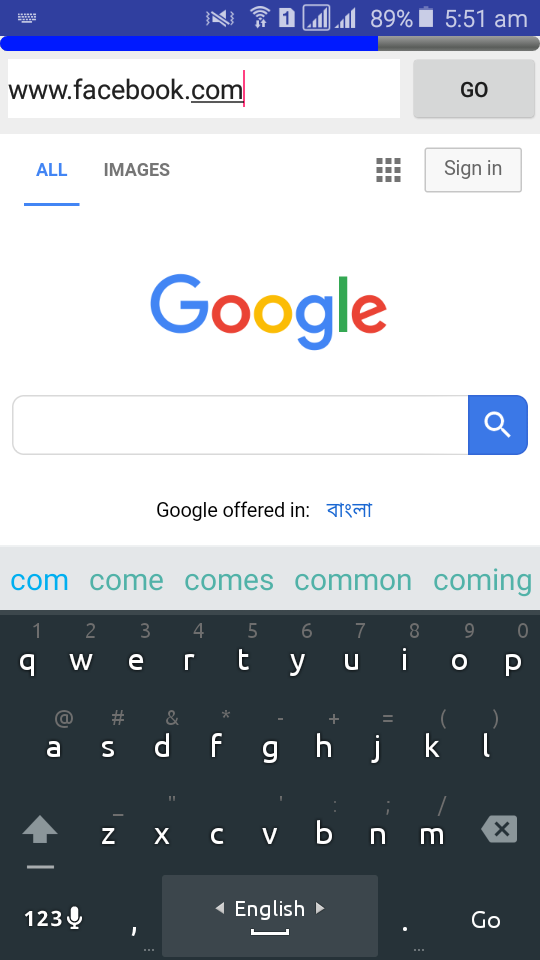 1 89% 5:51 am
www.facebook.com GO
ALL IMAGES Sign in
Google
Google offered in: বাংলা
com come comes common coming
1 2 3 4 5 6 7 8 9 0
q w e r t y u i o p
@ # & * - + = ( )
a s d f g h j k l
_ " ' : ; /
z x c v b n m
123 , English . Go
... ...